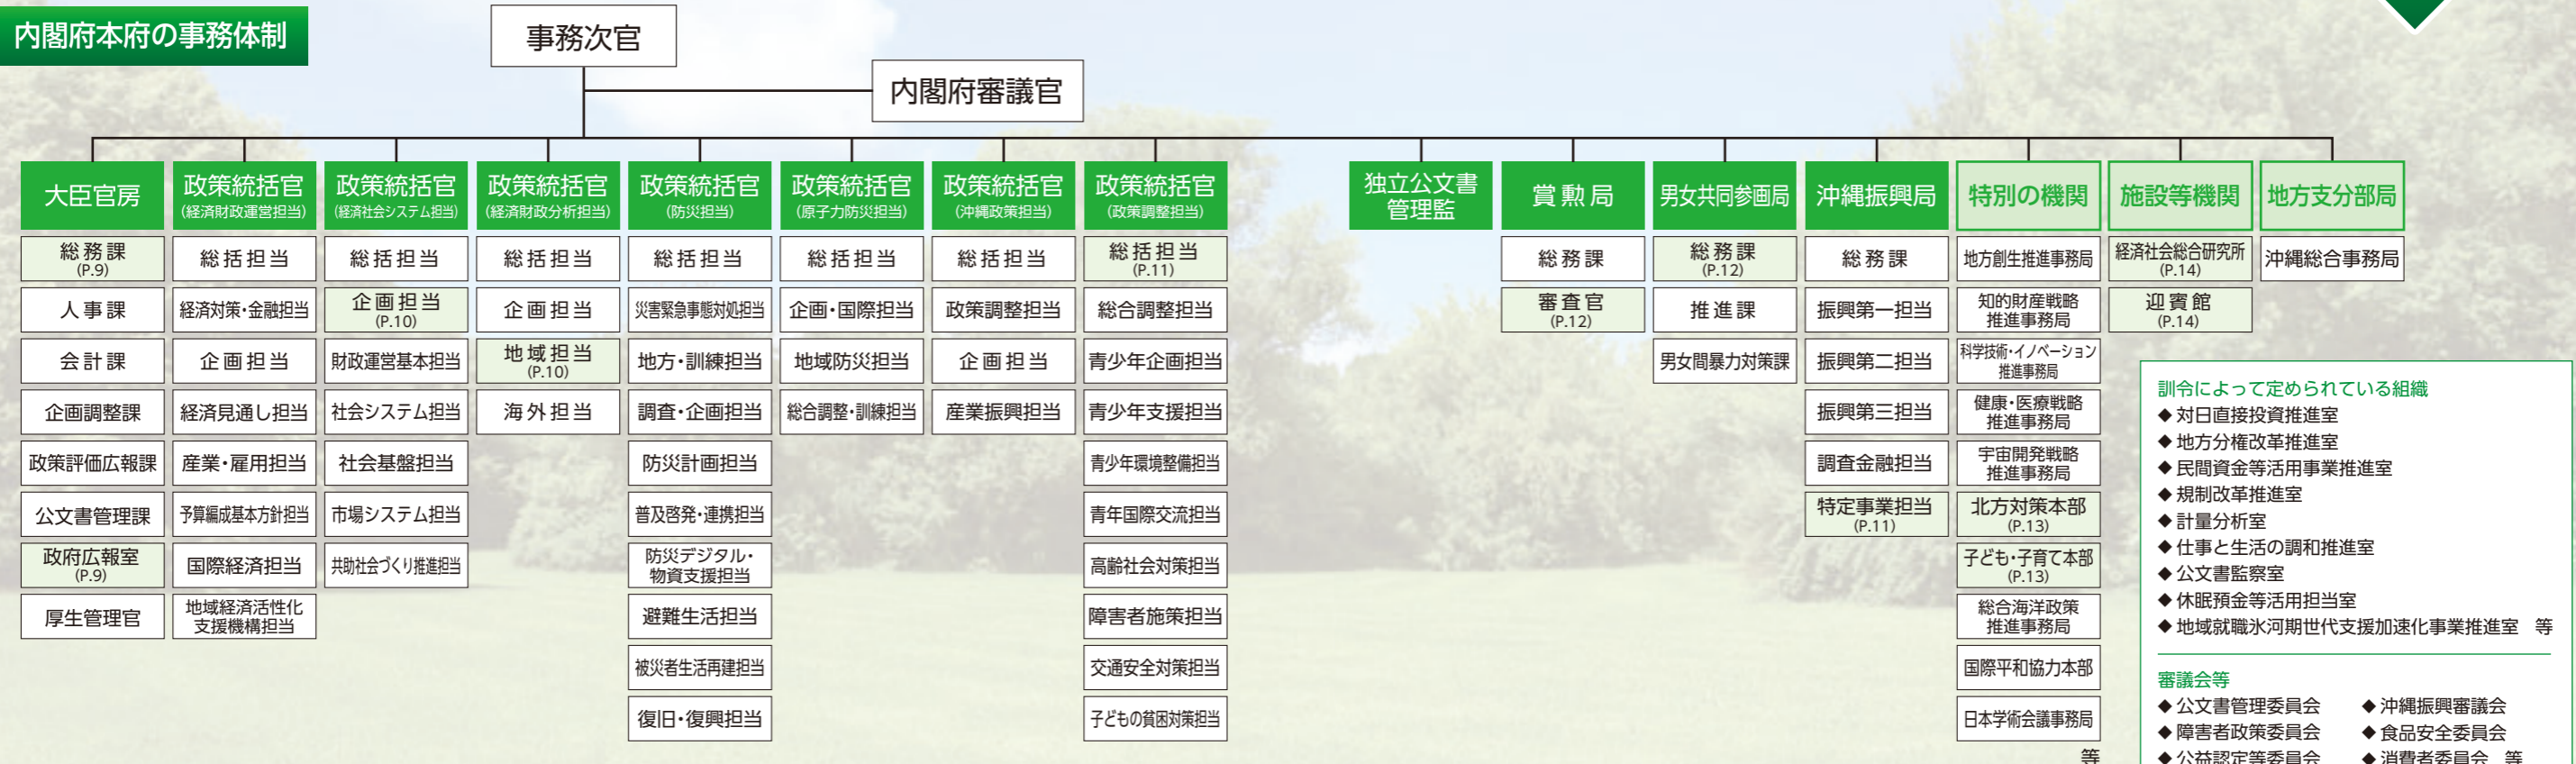 内閣府本府の事務体制
事務次官
内閣府審議官
大臣官房
総務課
(P.9)
人事課
会計課
企画調整課
政策評価広報課
公文書管理課
政府広報室
(P.9)
厚生管理官
政策統括官
(経済財政運営担当)
総括担当
経済対策・金融担当
企画担当
経済見通し担当
産業・雇用担当
予算編成基本方針担当
国際経済担当
地域経済活性化
支援機構担当
政策統括官
(経済社会システム担当)
総括担当
企画担当
(P.10)
財政運営基本担当
社会システム担当
社会基盤担当
市場システム担当
共助社会づくり推進担当
政策統括官
(経済財政分析担当)
総括担当
企画担当
地域担当
(P.10)
海外担当
政策統括官
(防災担当)
総括担当
災害緊急事態対処担当
地方・訓練担当
調査・企画担当
防災計画担当
普及啓発・連携担当
防災デジタル・
物資支援担当
避難生活担当
被災者生活再建担当
復旧・復興担当
政策統括官
(原子力防災担当)
総括担当
企画・国際担当
地域防災担当
総合調整・訓練担当
政策統括官
(沖縄政策担当)
総括担当
政策調整担当
企画担当
産業振興担当
政策統括官
(政策調整担当)
総括担当
(P.11)
総合調整担当
青少年企画担当
青少年支援担当
青少年環境整備担当
青年国際交流担当
高齢社会対策担当
障害者施策担当
交通安全対策担当
子どもの貧困対策担当
独立公文書
管理監
賞勲局
総務課
審査官
(P.12)
男女共同参画局
総務課
(P.12)
推進課
男女間暴力対策課
沖縄振興局
総務課
振興第一担当
振興第二担当
振興第三担当
調査金融担当
特定事業担当
(P.11)
特別の機関
地方創生推進事務局
知的財産戦略
推進事務局
科学技術・イノベーション
推進事務局
健康・医療戦略
推進事務局
宇宙開発戦略
推進事務局
北方対策本部
(P.13)
子ども・子育て本部
(P.13)
総合海洋政策
推進事務局
国際平和協力本部
日本学術会議事務局
等
施設等機関
経済社会総合研究所
(P.14)
迎賓館
(P.14)
地方支分部局
沖縄総合事務局
訓令によって定められている組織
◆対日直接投資推進室
◆地方分権改革推進室
◆民間資金等活用事業推進室
◆規制改革推進室
◆計量分析室
◆仕事と生活の調和推進室
◆公文書監察室
◆休眠預金等活用担当室
◆地域就職氷河期世代支援加速化事業推進室 等
審議会等
◆公文書管理委員会 ◆沖縄振興審議会
◆障害者政策委員会 ◆食品安全委員会
◆公益認定等委員会 ◆消費者委員会 等